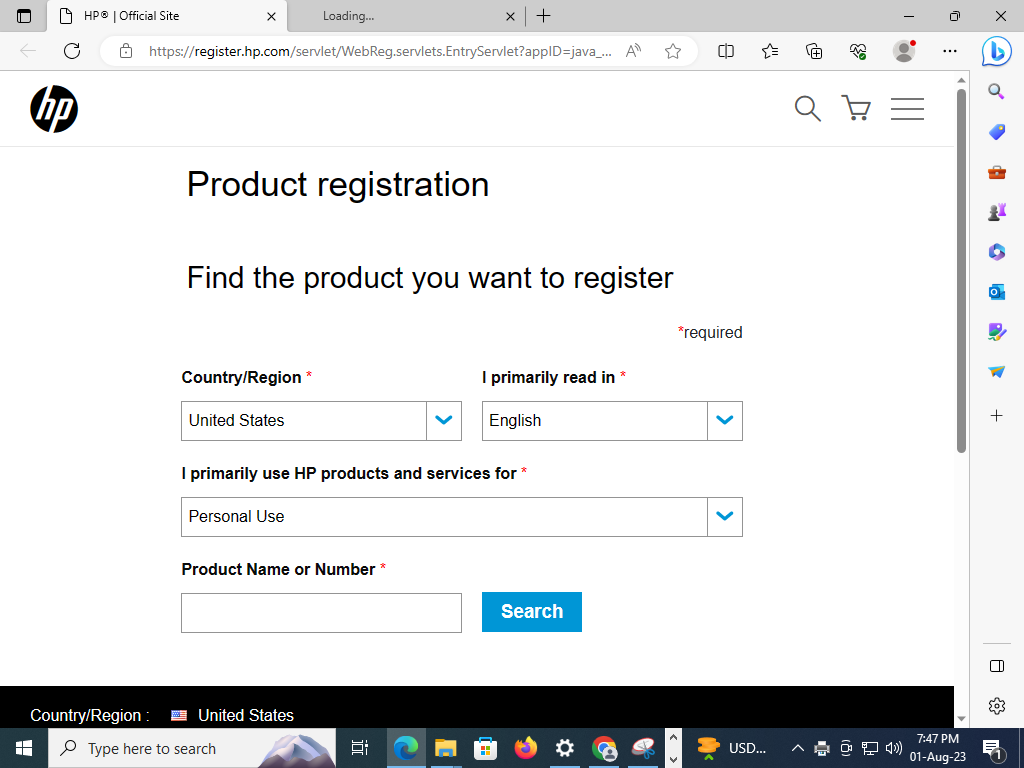 HP® | Official Site
Loading...
https://register.hp.com/servlet/WebReg.servlets.EntryServlet?appID=java_...
hp
Product registration
Find the product you want to register
*required
Country/Region *
I primarily read in *
United States
English
I primarily use HP products and services for *
Personal Use
Product Name or Number *
Search
Country/Region :
United States
Type here to search
USD...
7:47 PM
01-Aug-23
1